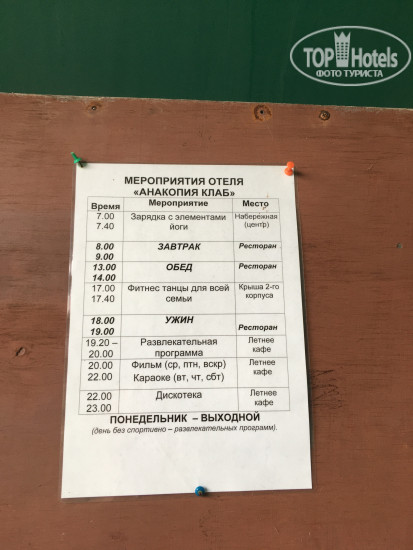 TOP Hotels
ФОТО ТУРИСТА
МЕРОПРИЯТИЯ ОТЕЛЯ
«АНАКОПИЯ КЛАБ»
Время Мероприятие Место
7.00 Зарядка с элементами Набережная
7.40 йоги (центр)
8.00 ЗАВТРАК Ресторан
9.00
13.00 ОБЕД Ресторан
14.00
17.00 Фитнес танцы для всей Крыша 2-го
17.40 семьи корпуса
18.00 УЖИН
19.00 Ресторан
19.20 – Развлекательная Летнее
20.00 программа кафе
20.00 Фильм (ср, птн, вскр) Летнее
22.00 Караоке (вт, чт, сбт) кафе
22.00 Дискотека Летнее
23.00 кафе
ПОНЕДЕЛЬНИК – ВЫХОДНОЙ
(день без спортивно – развлекательных программ).